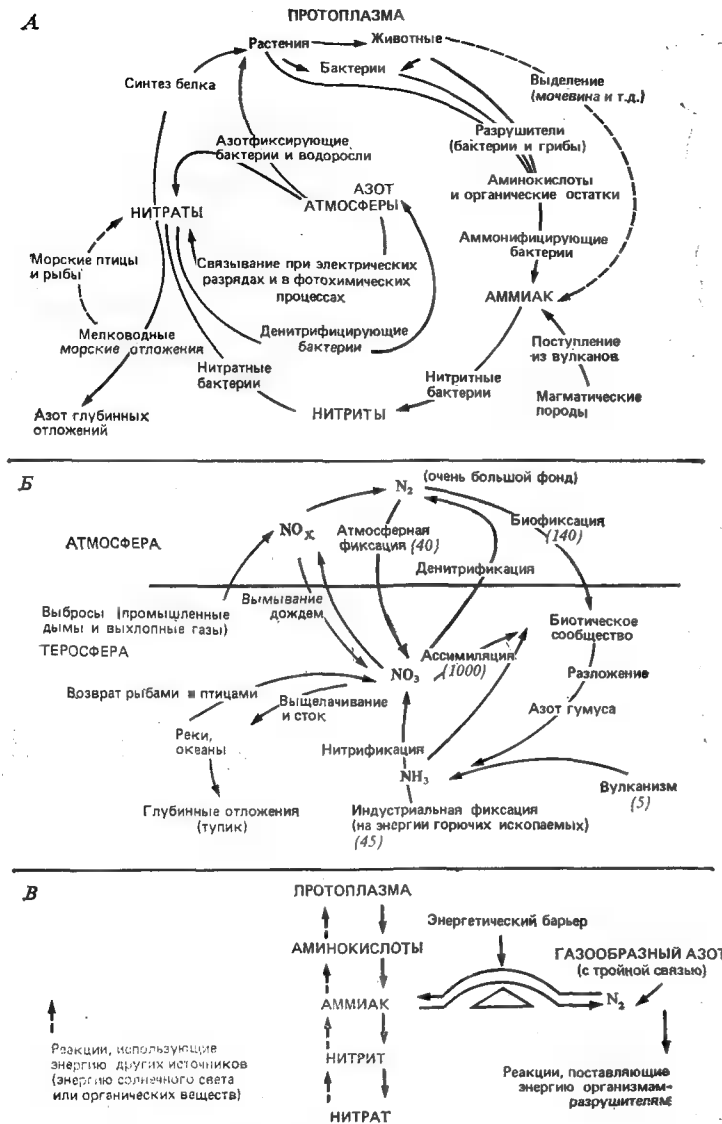 А
ПРОТОПЛАЗМА
Растения
Животные
Бактерии
Синтез белка
Выделение
(мочевина и т.д.)
Азотфиксирующие
бактерии и водоросли
Разрушители
(бактерии и грибы)
АЗОТ
АТМОСФЕРЫ
Аминокислоты
и органические остатки
НИТРАТЫ
Аммонифицирующие
бактерии
Морские птицы
и рыбы
Связывание при электрических
разрядах и в фотохимических
процессах
АММИАК
Мелководные
морские отложения
Денитрифицирующие
бактерии
Поступление
из вулканов
Нитратные
бактерии
Нитритные
бактерии
Магматические
породы
Азот глубинных
отложений
НИТРИТЫ
Б
N2
(очень большой фонд)
NOX
Атмосферная
фиксация (40)
Биофиксация
(140)
АТМОСФЕРА
Денитрификация
Выбросы (промышленные
дымы и выхлопные газы)
Вымывание
дождем
Биотическое
сообщество
ТЕРОСФЕРА
NO3
Ассимиляция
(1000)
Разложение
Возврат рыбами и птицами
Выщелачивание
и сток
Азот гумуса
Реки,
океаны
Нитрификация
NH3
Вулканизм
(5)
Глубинные отложения
(тупик)
Индустриальная фиксация
(на энергии горючих ископаемых)
(45)
В
ПРОТОПЛАЗМА
Энергетический барьер
АМИНОКИСЛОТЫ
ГАЗООБРАЗНЫЙ АЗОТ
(с тройной связью)
АММИАК
N2
Реакции, использующие
энергию других источников
(энергию солнечного света
или органических веществ)
НИТРИТ
Реакции, поставляющие
энергию организмам-
разрушителям
НИТРАТ